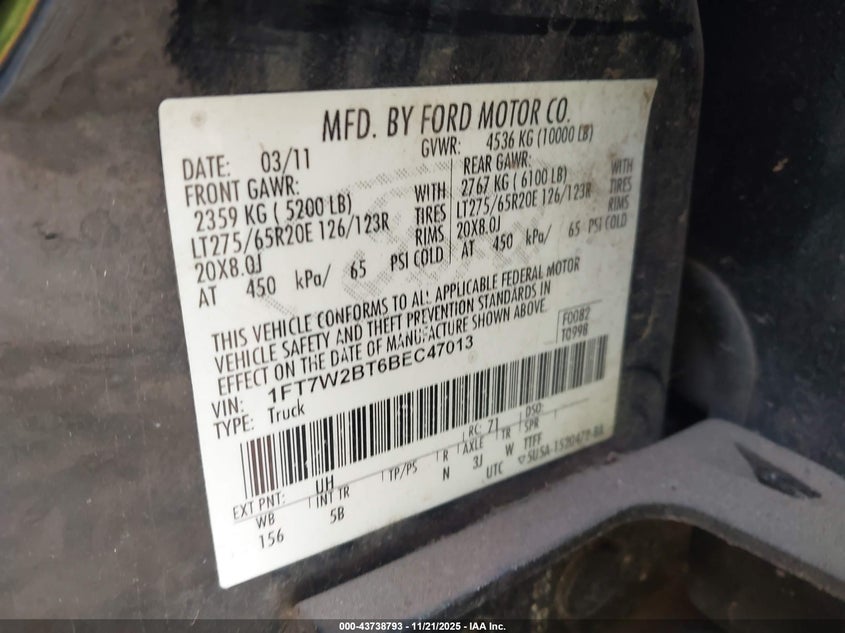 MFD. BY FORD MOTOR CO.
DATE: 03/11 GVWR: 4536 KG (10000 LB)
FRONT GAWR: REAR GAWR:
2359 KG ( 5200 LB) WITH 2767 KG ( 6100 LB) WITH
LT275/65R20E 126/123R TIRES LT275/65R20E 126/123R TIRES
20X8.0J RIMS 20X8.0J RIMS
AT 450 kPa/ 65 PSI COLD AT 450 kPa/ 65 PSI COLD
THIS VEHICLE CONFORMS TO ALL APPLICABLE FEDERAL MOTOR
VEHICLE SAFETY AND THEFT PREVENTION STANDARDS IN
EFFECT ON THE DATE OF MANUFACTURE SHOWN ABOVE.
F0082
T0998
VIN: 1FT7W2BT6BEC47013
TYPE: Truck
EXT PNT: UH RC: 71 DSO:
WB INT TR TP/PS R AXLE TR SPR
156 5B N 3J W TTFF
UTC
000-43738793 - 11/21/2025 - IAA Inc.